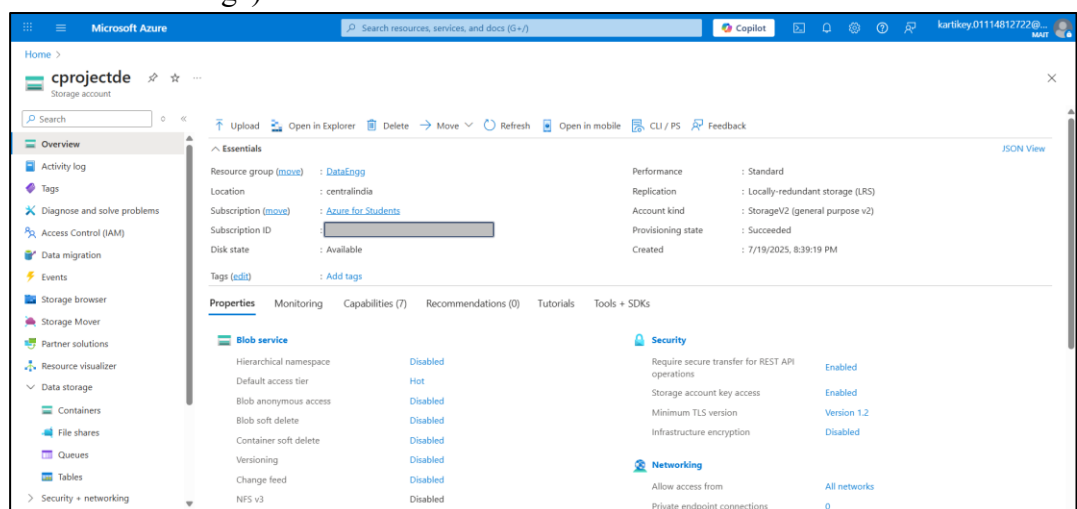 Microsoft Azure
Search resources, services, and docs (G+/)
Copilot
kartikey.01114812722@...
MAIT
Home >
cprojectde
Storage account
Search
Upload
Open in Explorer
Delete
Move
Refresh
Open in mobile
CLI / PS
Feedback
Overview
Activity log
Tags
Diagnose and solve problems
Access Control (IAM)
Data migration
Events
Storage browser
Storage Mover
Partner solutions
Resource visualizer
Data storage
Containers
File shares
Queues
Tables
Security + networking
Essentials
JSON View
Resource group (move) : DataEngg
Location : centralindia
Subscription (move) : Azure for Students
Subscription ID :
Disk state : Available
Tags (edit) : Add tags
Performance : Standard
Replication : Locally-redundant storage (LRS)
Account kind : StorageV2 (general purpose v2)
Provisioning state : Succeeded
Created : 7/19/2025, 8:39:19 PM
Properties Monitoring Capabilities (7) Recommendations (0) Tutorials Tools + SDKs
Blob service
Hierarchical namespace Disabled
Default access tier Hot
Blob anonymous access Disabled
Blob soft delete Disabled
Container soft delete Disabled
Versioning Disabled
Change feed Disabled
NFS v3 Disabled
Security
Require secure transfer for REST API operations Enabled
Storage account key access Enabled
Minimum TLS version Version 1.2
Infrastructure encryption Disabled
Networking
Allow access from All networks
Private endpoint connections 0